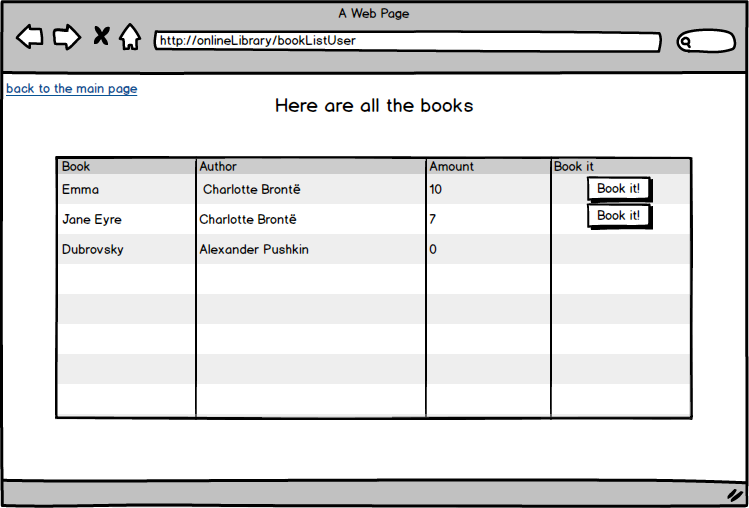 A Web Page
http://onlineLibrary/bookListUser
back to the main page
Here are all the books
Book Author Amount Book it
Emma Charlotte Brontë 10 Book it!
Jane Eyre Charlotte Brontë 7 Book it!
Dubrovsky Alexander Pushkin 0